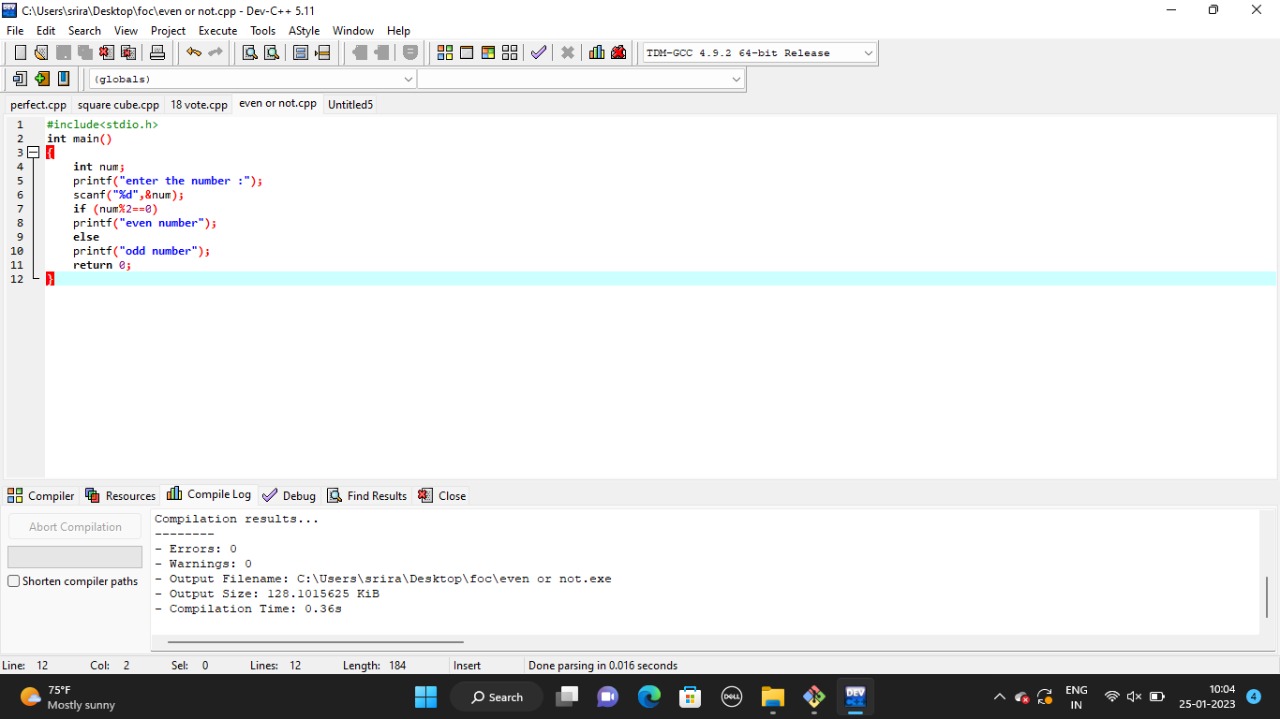 C:\Users\srira\Desktop\foc\even or not.cpp - Dev-C++ 5.11
File Edit Search View Project Execute Tools AStyle Window Help
TDM-GCC 4.9.2 64-bit Release
(globals)
perfect.cpp square cube.cpp 18 vote.cpp even or not.cpp Untitled5
1 #include<stdio.h>
2 int main()
3 {
4 int num;
5 printf("enter the number :");
6 scanf("%d",&num);
7 if (num%2==0)
8 printf("even number");
9 else
10 printf("odd number");
11 return 0;
12 }
Compiler Resources Compile Log Debug Find Results Close
Abort Compilation
Shorten compiler paths
Compilation results...
--------
- Errors: 0
- Warnings: 0
- Output Filename: C:\Users\srira\Desktop\foc\even or not.exe
- Output Size: 128.1015625 KiB
- Compilation Time: 0.36s
Line: 12 Col: 2 Sel: 0 Lines: 12 Length: 184 Insert Done parsing in 0.016 seconds
75°F
Mostly sunny
Search
DELL
DEV
ENG
IN
10:04
25-01-2023
4